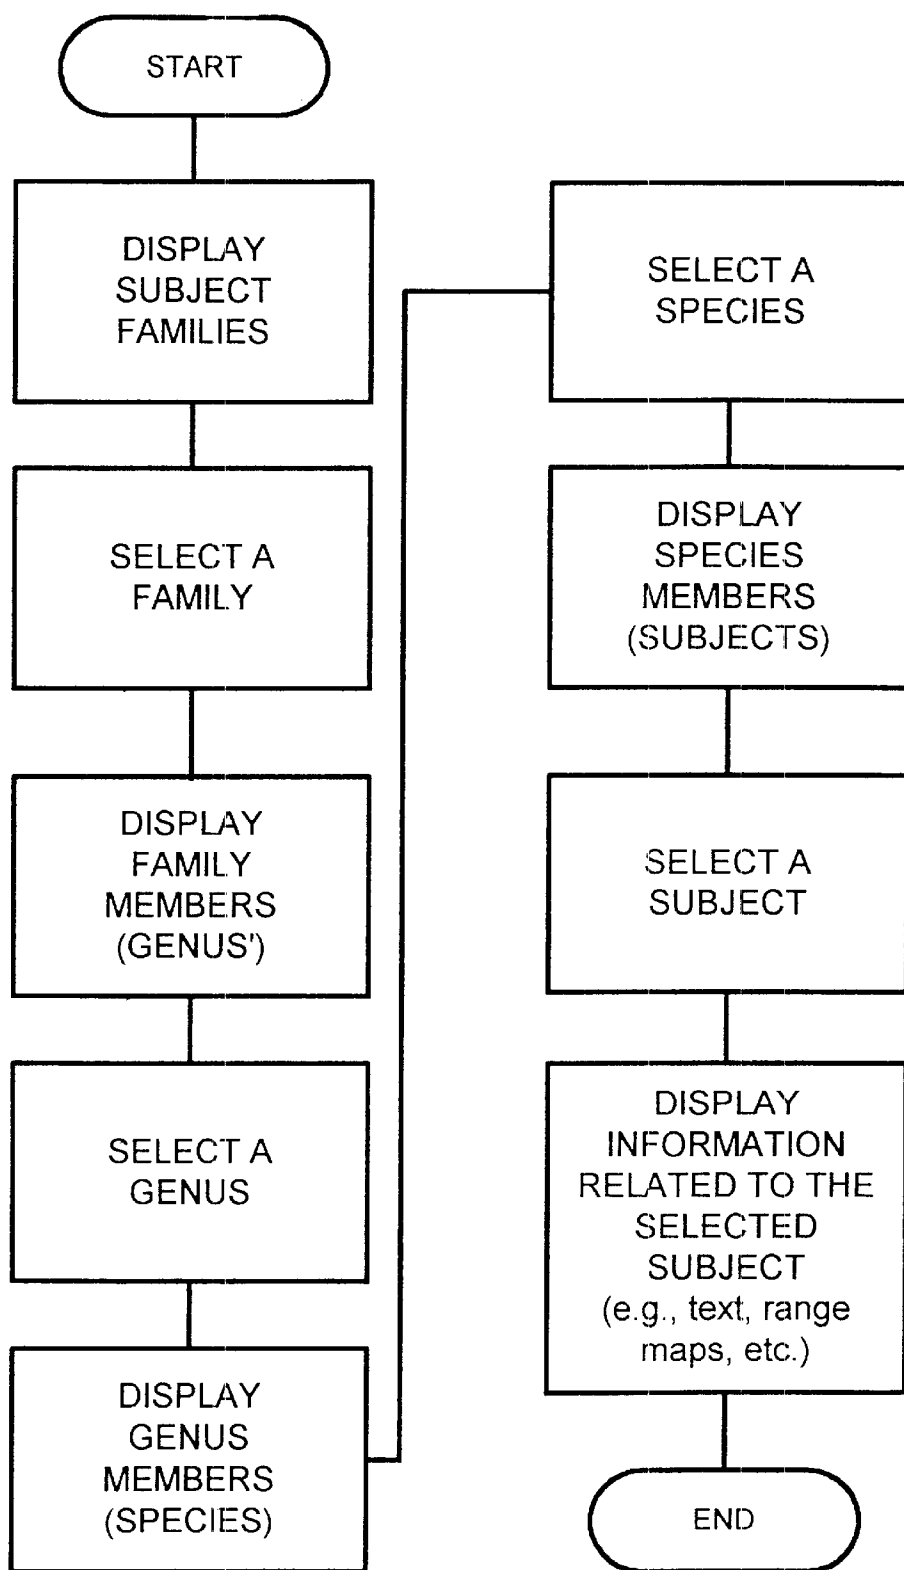 START
DISPLAY
SUBJECT
FAMILIES
SELECT A
FAMILY
DISPLAY
FAMILY
MEMBERS
(GENUS')
SELECT A
GENUS
DISPLAY
GENUS
MEMBERS
(SPECIES)
SELECT A
SPECIES
DISPLAY
SPECIES
MEMBERS
(SUBJECTS)
SELECT A
SUBJECT
DISPLAY
INFORMATION
RELATED TO THE
SELECTED
SUBJECT
(e.g., text, range
maps, etc.)
END